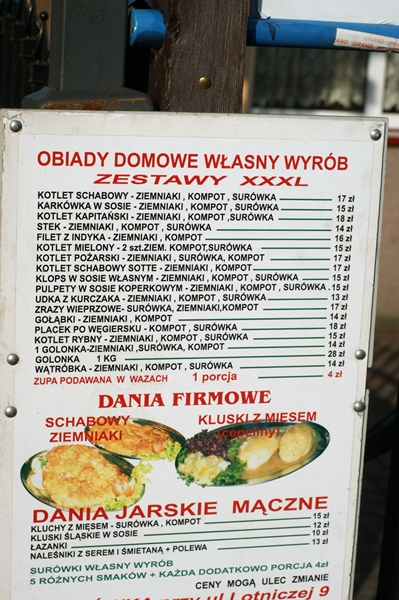 GRAND
OBIADY DOMOWE WŁASNY WYRÓB
ZESTAWY XXXL
KOTLET SCHABOWY - ZIEMNIAKI , KOMPOT , SURÓWKA 17 zł
KARKÓWKA W SOSIE - ZIEMNIAKI , KOMPOT , SURÓWKA 15 zł
KOTLET KAPITAŃSKI - ZIEMNIAKI , KOMPOT ,SURÓWKA 18 zł
STEK - ZIEMNIAKI , KOMPOT , SURÓWKA 14 zł
FILET Z INDYKA - ZIEMNIAKI , KOMPOT 16 zł
KOTLET MIELONY - 2 szt.ZIEM. KOMPOT,SURÓWKA 15 zł
KOTLET POŻARSKI - ZIEMNIAKI , SURÓWKA, KOMPOT 17 zł
KOTLET SCHABOWY SOTTE - ZIEMNIAKI , KOMPOT 17 zł
KLOPS W SOSIE WŁASNYM - ZIEMNIAKI , KOMPOT , SURÓWKA 15 zł
PULPETY W SOSIE KOPERKOWYM - ZIEMNIAKI , KOMPOT , SURÓWKA . 15 zł
UDKA Z KURCZAKA - ZIEMNIAKI , KOMPOT , SURÓWKA 13 zł
ZRAZY WIEPRZOWE- SURÓWKA, ZIEMNIAKI,KOMPOT 17 zł
GOŁĄBKI - ZIEMNIAKI , KOMPOT 14 zł
PLACEK PO WĘGIERSKU - KOMPOT , SURÓWKA 18 zł
KOTLET RYBNY - ZIEMNIAKI , KOMPOT , SURÓWKA 15 zł
1 GOLONKA-ZIEMNIAKI ,SURÓWKA, KOMPOT 14 zł
GOLONKA 1 KG 28 zł
WĄTRÓBKA - ZIEMNIAKI , KOMPOT , SURÓWKA 14 zł
ZUPA PODAWANA W WAZACH 1 porcja 4 zł
DANIA FIRMOWE
SCHABOWY ZIEMNIAKI
KLUSKI Z MIĘSEM (cepeliny)
DANIA JARSKIE MĄCZNE
KLUCHY Z MIĘSEM - SURÓWKA , KOMPOT 15 zł
KLUSKI ŚLĄSKIE W SOSIE 12 zł
ŁAZANKI 10 zł
NALEŚNIKI Z SEREM I ŚMIETANĄ + POLEWA 13 zł
SURÓWKI WŁASNY WYRÓB
5 RÓŻNYCH SMAKÓW + KAŻDA DODATKOWO PORCJA 4zł
CENY MOGĄ ULEC ZMIANIE
przy ul Lotniczej 9